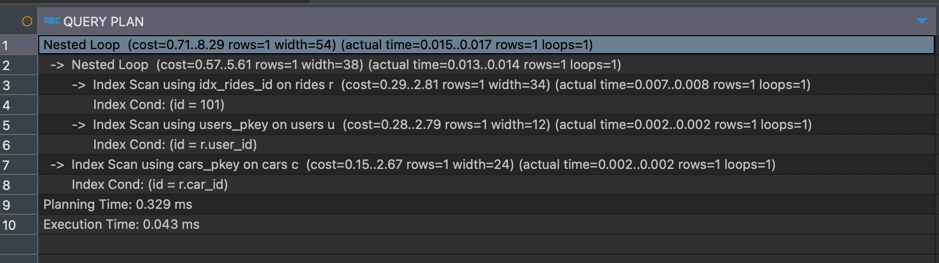 ABC QUERY PLAN
1 Nested Loop (cost=0.71..8.29 rows=1 width=54) (actual time=0.015..0.017 rows=1 loops=1)
2 -> Nested Loop (cost=0.57..5.61 rows=1 width=38) (actual time=0.013..0.014 rows=1 loops=1)
3 -> Index Scan using idx_rides_id on rides r (cost=0.29..2.81 rows=1 width=34) (actual time=0.007..0.008 rows=1 loops=1)
4 Index Cond: (id = 101)
5 -> Index Scan using users_pkey on users u (cost=0.28..2.79 rows=1 width=12) (actual time=0.002..0.002 rows=1 loops=1)
6 Index Cond: (id = r.user_id)
7 -> Index Scan using cars_pkey on cars c (cost=0.15..2.67 rows=1 width=24) (actual time=0.002..0.002 rows=1 loops=1)
8 Index Cond: (id = r.car_id)
9 Planning Time: 0.329 ms
10 Execution Time: 0.043 ms